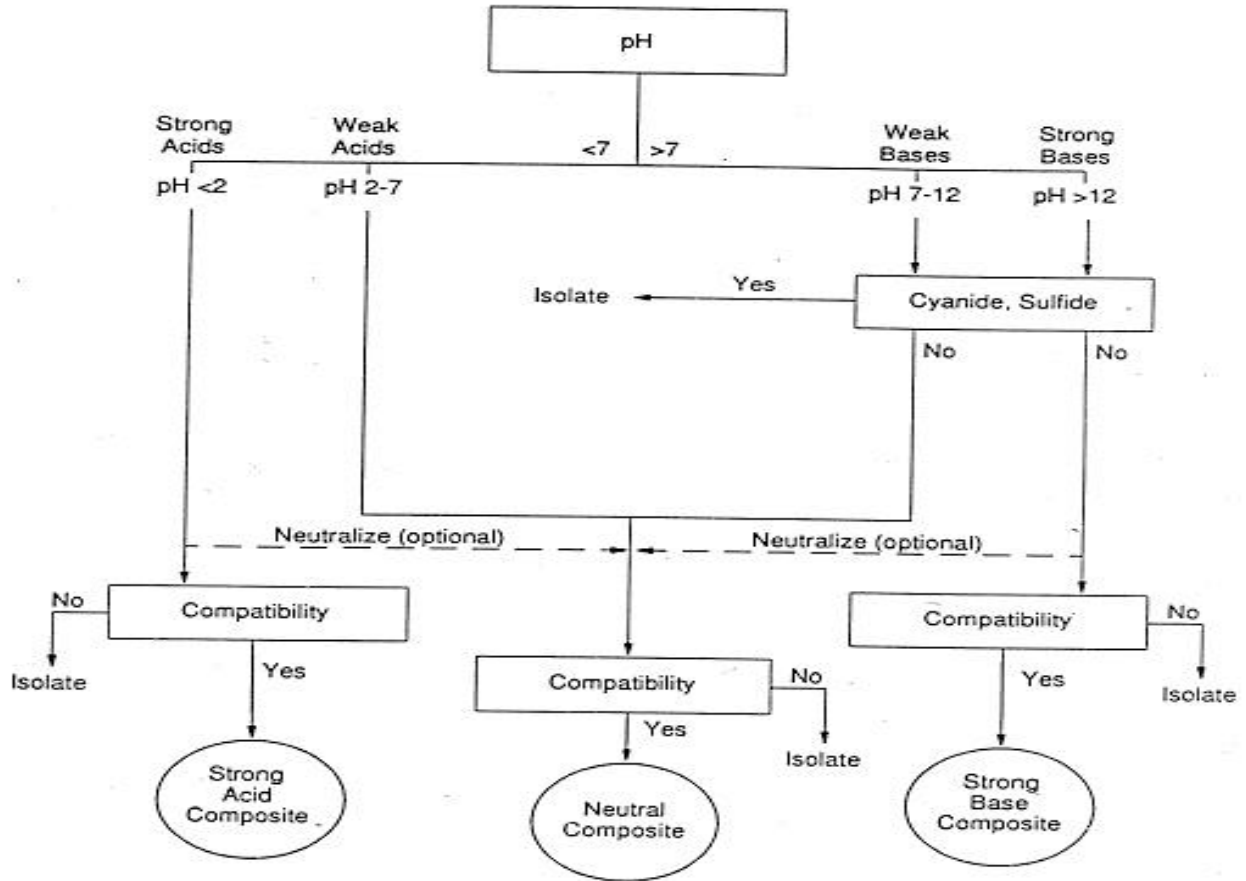 pH
Strong
Acids
Weak
Acids
<7
>7
Weak
Bases
Strong
Bases
pH <2
pH 2-7
pH 7-12
pH >12
Isolate
Yes
Cyanide, Sulfide
No
No
Neutralize (optional)
Neutralize (optional)
No
Compatibility
Yes
Isolate
Compatibility
No
Yes
Isolate
Compatibility
No
Yes
Isolate
Strong
Acid
Composite
Neutral
Composite
Strong
Base
Composite